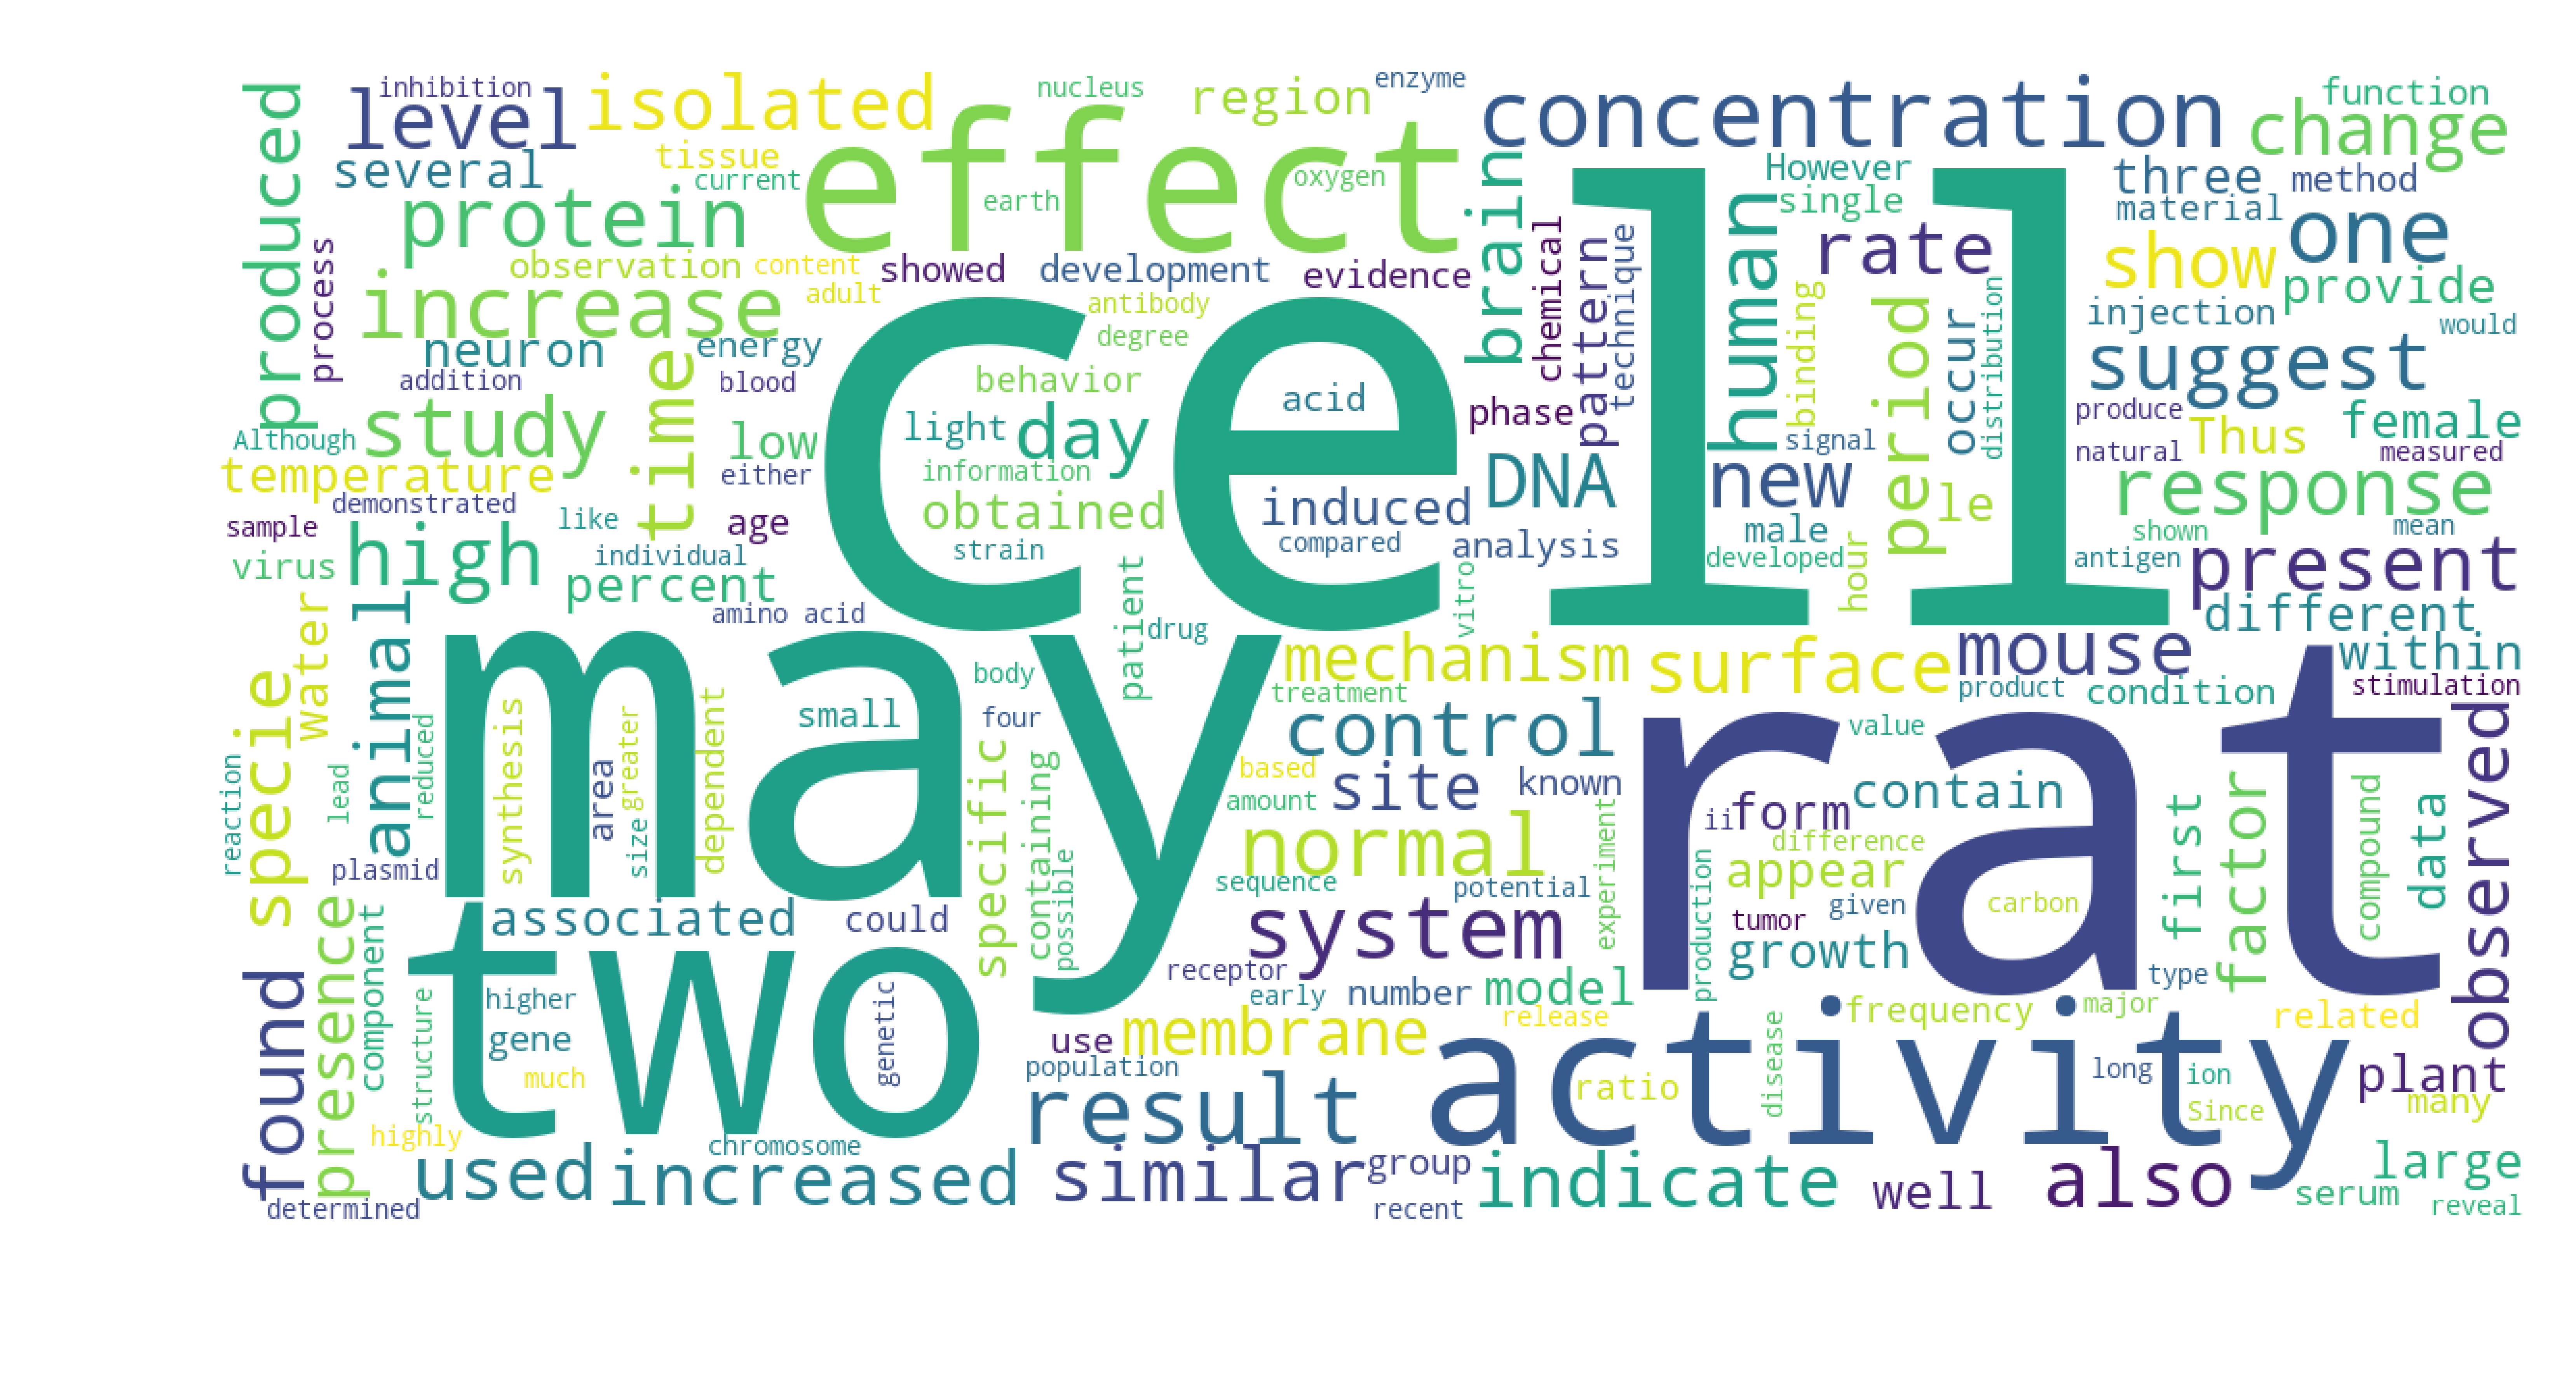 inhibition
nucleus
enzyme
function
produced
level
isolated
effect
region
concentration
change
several
tissue
current
oxygen
brain
However
three
method
protein
earth
human
single
material
one
process
observation
content
showed
development
evidence
chemical
pattern
technique
rate
show
increase
adult
antibody
binding
period
occur
distribution
injection
provide
neuron
energy
degree
would
time
suggest
addition
blood
behavior
acid
cell
study
low
light
day
phase
produce
female
Although
signal
Thus
temperature
either
information
DNA
new
natural
measured
demonstrated
obtained
induced
le
response
sample
high
like
age
male
shown
mean
virus
individual
strain
compared
analysis
developed
hour
antigen
present
percent
vitro
water
animal
amino acid
patient
drug
different
may
mechanism
surface
mouse
within
specie
body
treatment
product
condition
stimulation
synthesis
small
four
control
rat
value
observed
reaction
lead
reduced
area
size
greater
dependent
specific
containing
based
site
known
form
contain
first
factor
compound
data
amount
ii
normal
difference
plasmid
sequence
potential
experiment
production
appear
presence
component
associated
could
possible
system
tumor
given
carbon
two
growth
found
receptor
type
structure
higher
genetic
early
number
model
frequency
major
gene
use
membrane
release
activity
related
much
population
ratio
disease
long
ion
plant
highly
result
Since
many
chromosome
used
increased
similar
group
indicate
well
also
large
serum
determined
recent
reveal